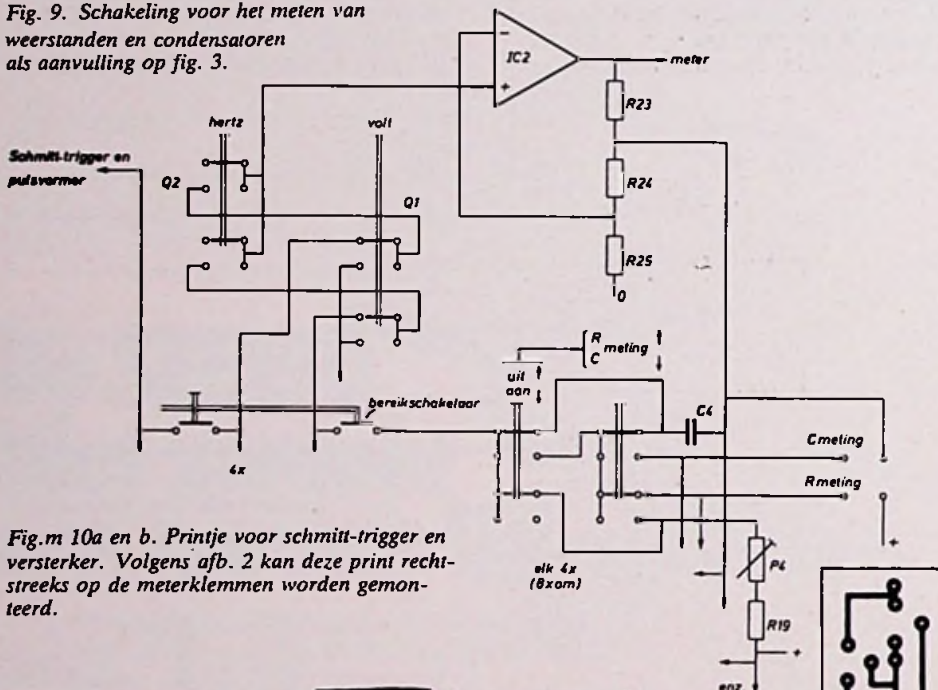 Fig. 9. Schakeling voor het meten van
weerstanden en condensatoren
als aanvulling op fig. 3.
IC2
−
+
meter
R23
R24
R25
0
hertz
volt
Schmitt-trigger en
pulsvormer
Q2
Q1
R
C
meting
uit
aan
bereikschakelaar
4x
C4
C meting
R meting
+
elk 4x
(8xom)
P4
R19
+
enz
Fig.m 10a en b. Printje voor schmitt-trigger en
versterker. Volgens afb. 2 kan deze print recht-
streeks op de meterklemmen worden gemon-
teerd.